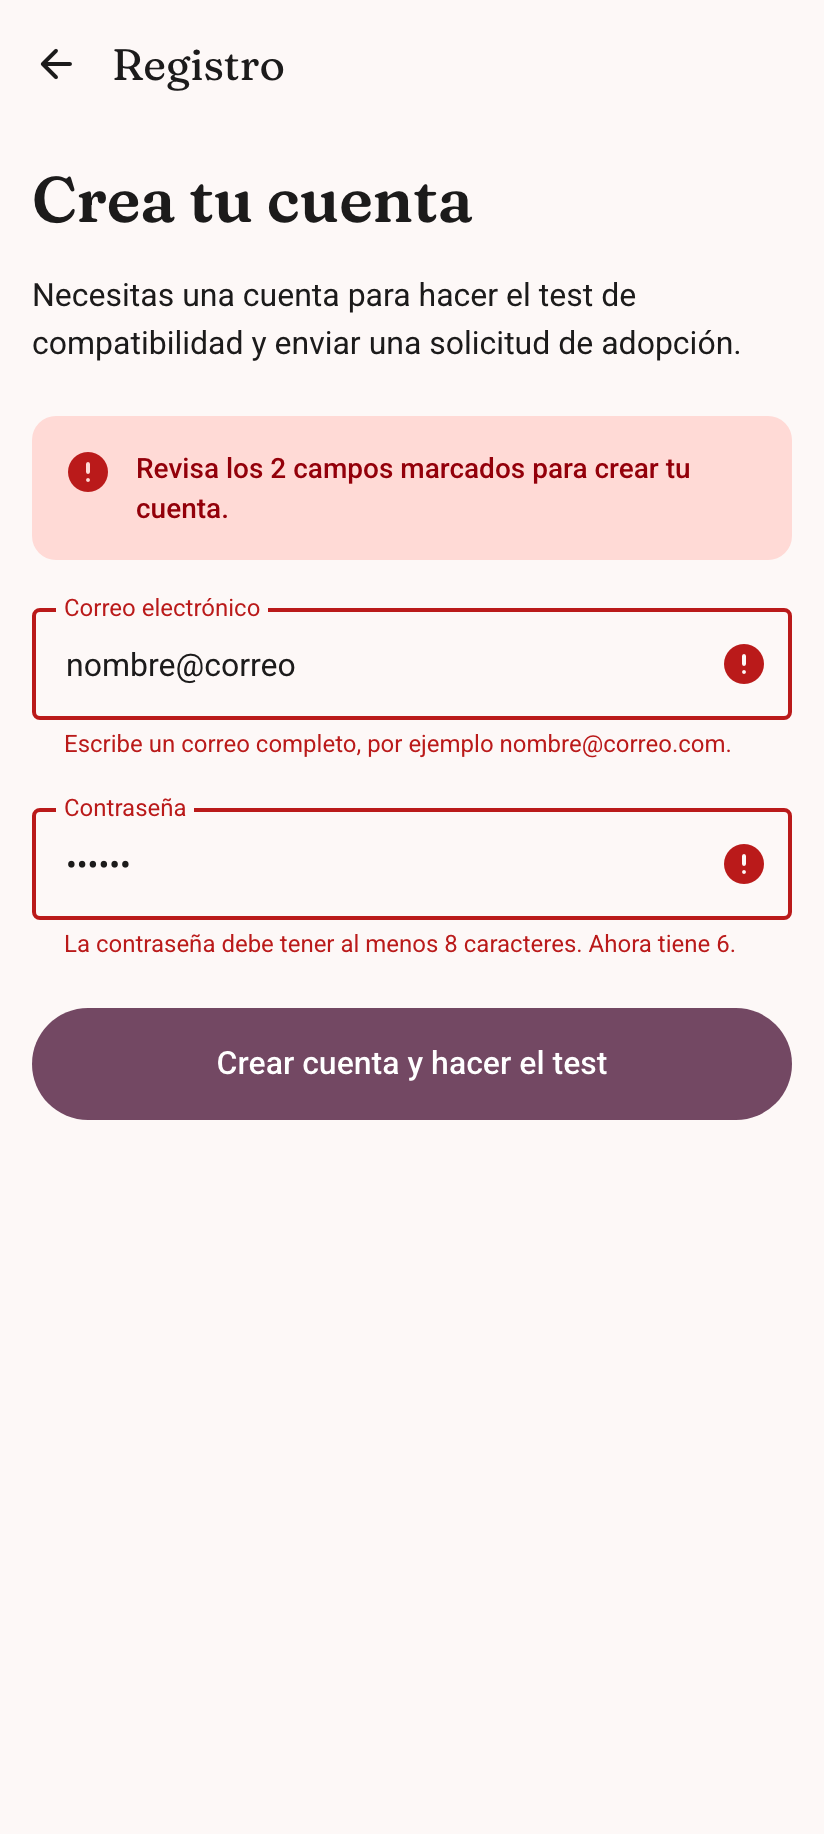 Registro
Crea tu cuenta
Necesitas una cuenta para hacer el test de
compatibilidad y enviar una solicitud de adopción.
Revisa los 2 campos marcados para crear tu
cuenta.
Correo electrónico
nombre@correo
Escribe un correo completo, por ejemplo nombre@correo.com.
Contraseña
••••••
La contraseña debe tener al menos 8 caracteres. Ahora tiene 6.
Crear cuenta y hacer el test